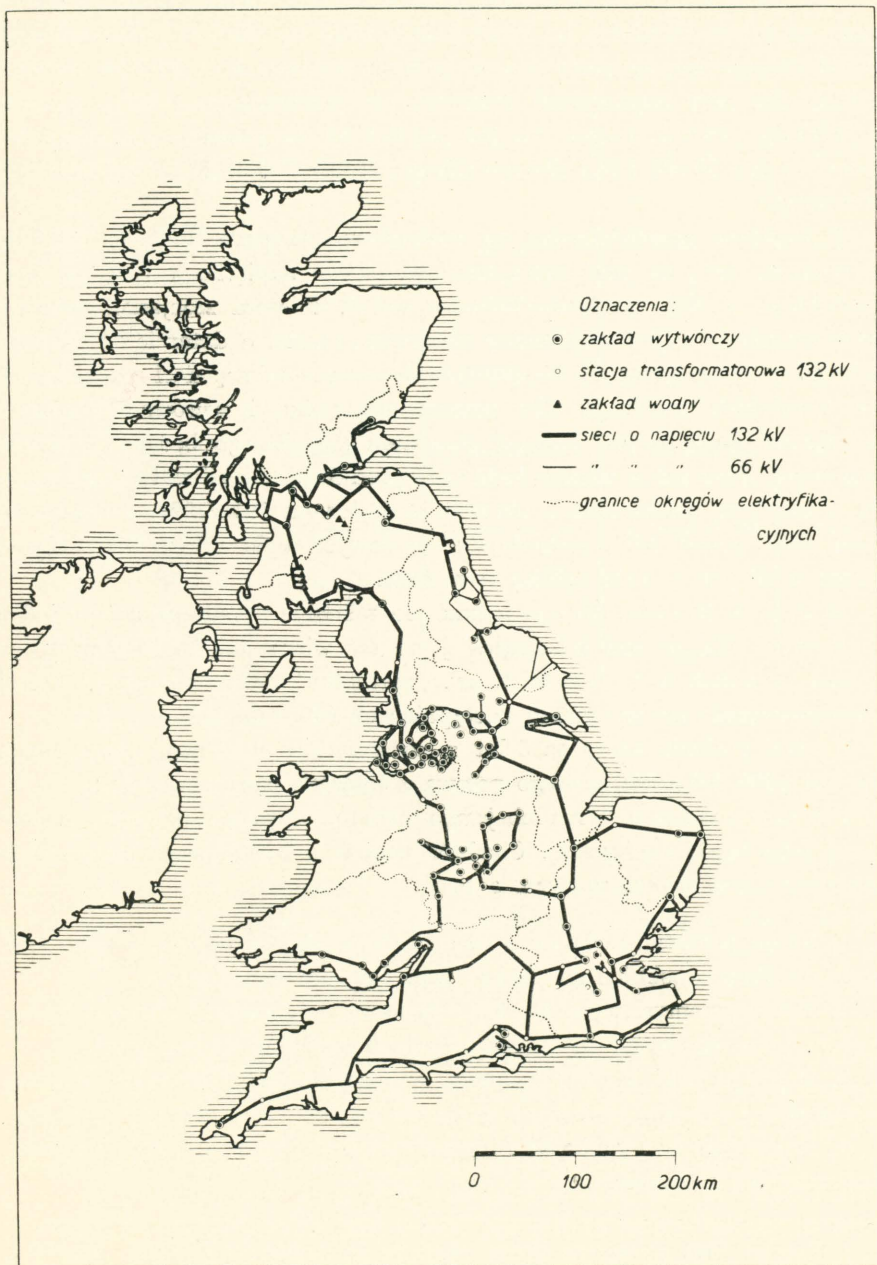 Oznaczenia:
zakład wytwórczy
stacja transformatorowa 132 kV
zakład wodny
sieci o napięciu 132 kV
" " " 66 kV
granice okręgów elektryfika-
cyjnych
0 100 200 km